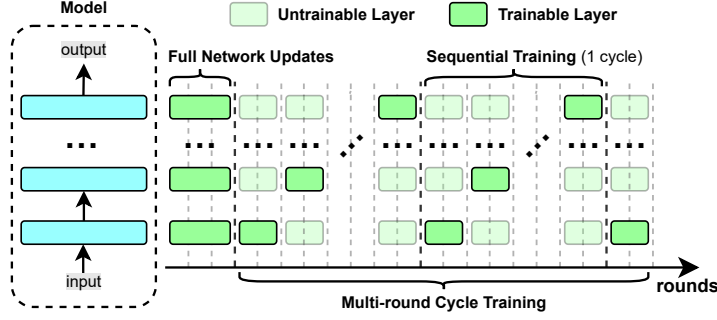 Model
Untrainable Layer
Trainable Layer
output
Full Network Updates
Sequential Training (1 cycle)
input
rounds
Multi-round Cycle Training